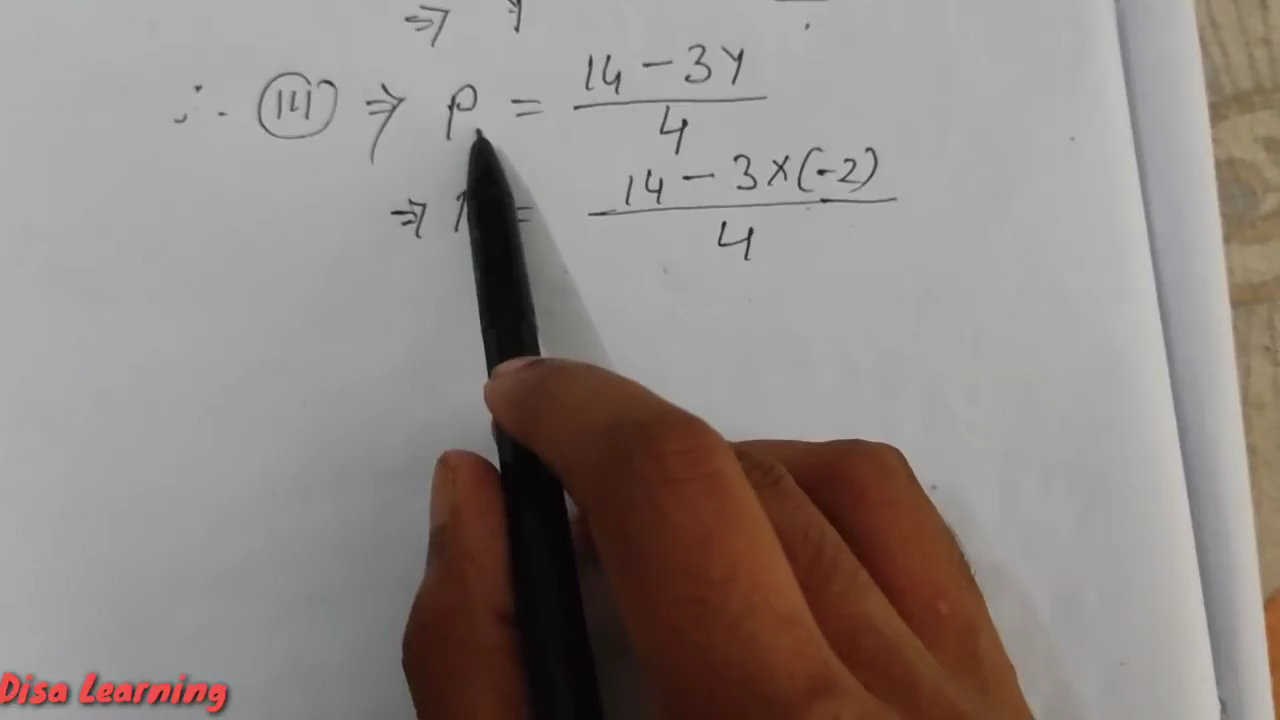 ⇒ y
∴ (III) ⇒ p = (14 - 3y)/4
⇒ = (14 - 3×(-2))/4
Disa Learning